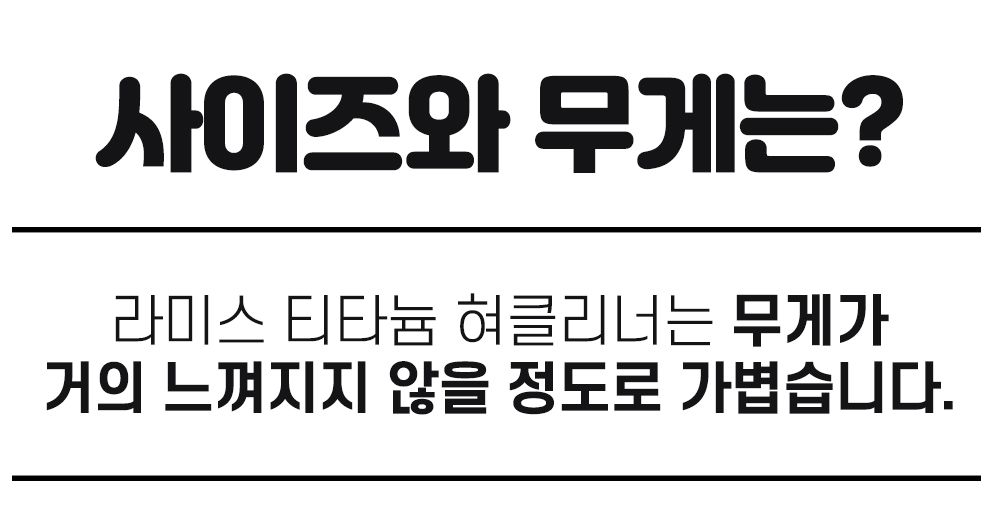 사이즈와 무게는?
라미스 티타늄 혀클리너는 무게가
거의 느껴지지 않을 정도로 가볍습니다.